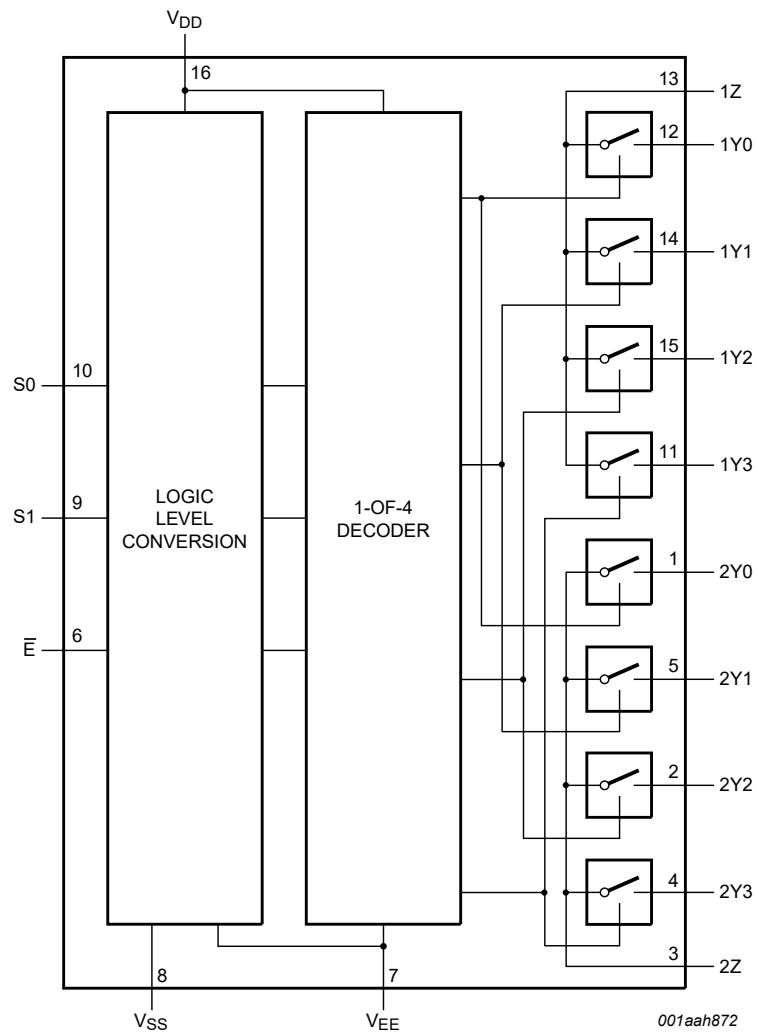 VDD
16
13
1Z
12
1Y0
14
1Y1
15
1Y2
S0
10
11
1Y3
S1
9
LOGIC
LEVEL
CONVERSION
1-OF-4
DECODER
1
2Y0
E̅
6
5
2Y1
2
2Y2
4
2Y3
3
2Z
8
7
VSS
VEE
001aah872